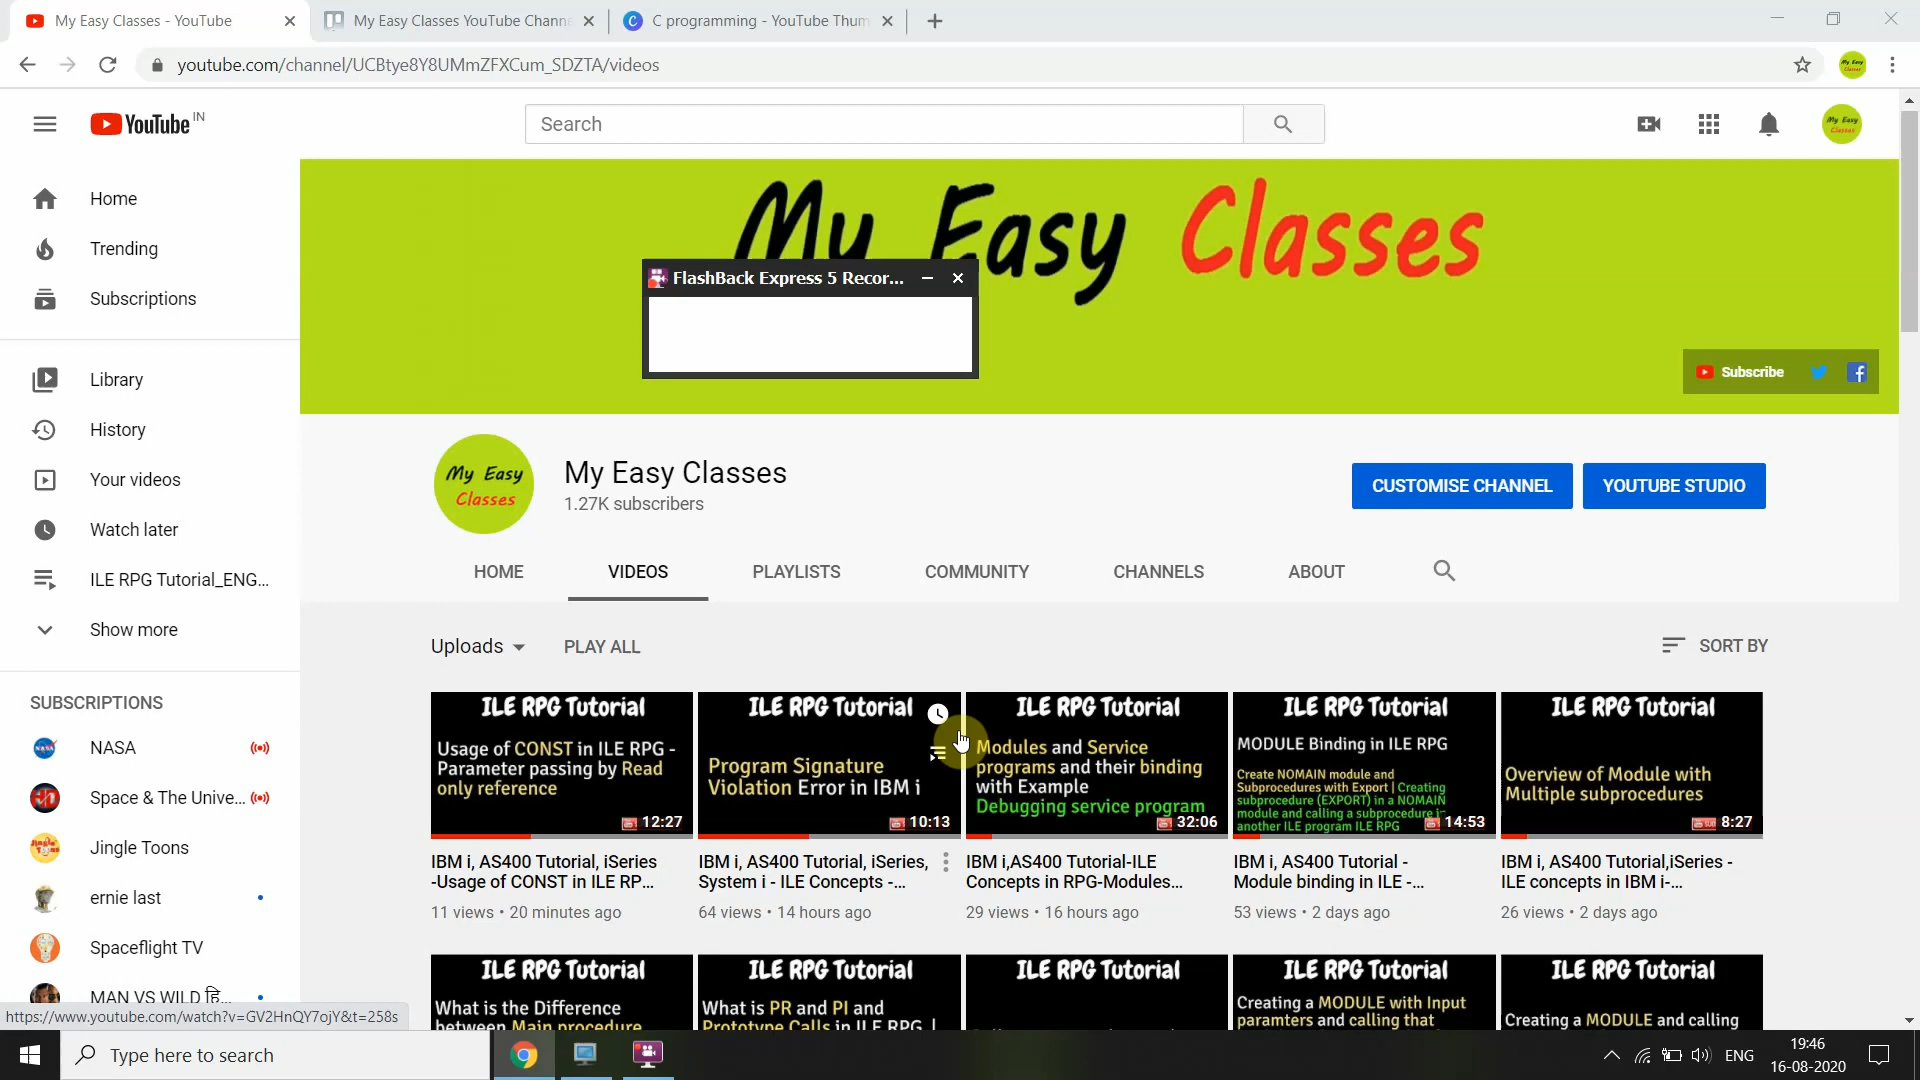 My Easy Classes - YouTube
My Easy Classes YouTube Chann
C programming - YouTube Thum
youtube.com/channel/UCBtye8Y8UMmZFXCum_SDZTA/videos
YouTube IN
Search
My Easy
Classes
Home
Trending
Subscriptions
Library
History
Your videos
Watch later
ILE RPG Tutorial_ENG...
Show more
SUBSCRIPTIONS
NASA
Space & The Unive...
Jingle Toons
ernie last
Spaceflight TV
MAN VS WILD हि...
My Easy Classes
FlashBack Express 5 Recor...
Subscribe
My Easy
Classes
My Easy Classes
1.27K subscribers
CUSTOMISE CHANNEL
YOUTUBE STUDIO
HOME
VIDEOS
PLAYLISTS
COMMUNITY
CHANNELS
ABOUT
Uploads
PLAY ALL
SORT BY
ILE RPG Tutorial
Usage of CONST in ILE RPG -
Parameter passing by Read
only reference
12:27
IBM i, AS400 Tutorial, iSeries
-Usage of CONST in ILE RP...
11 views • 20 minutes ago
ILE RPG Tutorial
Program Signature
Violation Error in IBM i
10:13
IBM i, AS400 Tutorial, iSeries,
System i - ILE Concepts -...
64 views • 14 hours ago
ILE RPG Tutorial
Modules and Service
programs and their binding
with Example
Debugging service program
32:06
IBM i,AS400 Tutorial-ILE
Concepts in RPG-Modules...
29 views • 16 hours ago
ILE RPG Tutorial
MODULE Binding in ILE RPG
Create NOMAIN module and
Subprocedures with Export | Creating
subprocedure (EXPORT) in a NOMAIN
module and calling a subprocedure in
another ILE program ILE RPG
14:53
IBM i, AS400 Tutorial -
Module binding in ILE -...
53 views • 2 days ago
ILE RPG Tutorial
Overview of Module with
Multiple subprocedures
8:27
IBM i, AS400 Tutorial,iSeries -
ILE concepts in IBM i-...
26 views • 2 days ago
ILE RPG Tutorial
What is the Difference
between Main procedure
ILE RPG Tutorial
What is PR and PI and
Prototype Calls in ILE RPG |
ILE RPG Tutorial
ILE RPG Tutorial
Creating a MODULE with Input
paramters and calling that
ILE RPG Tutorial
Creating a MODULE and calling
https://www.youtube.com/watch?v=GV2HnQY7ojY&t=258s
Type here to search
ENG
19:46
16-08-2020